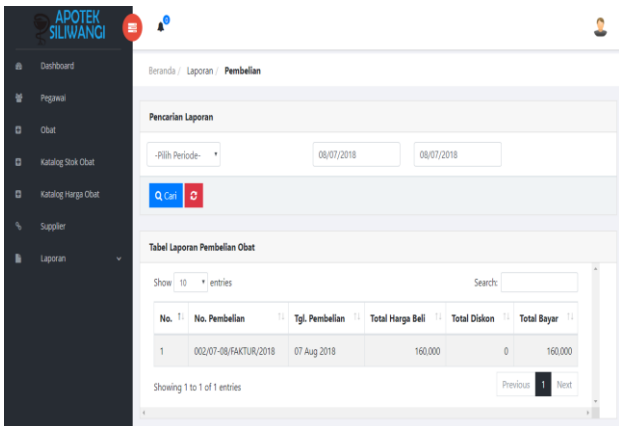 APOTEK
SILIWANGI
0
Dashboard
Pegawai
Obat
Katalog Stok Obat
Katalog Harga Obat
Supplier
Laporan
Beranda / Laporan / Pembelian
Pencarian Laporan
-Pilih Periode- 08/07/2018 08/07/2018
Cari
Tabel Laporan Pembelian Obat
Show 10 entries Search:
No. No. Pembelian Tgl. Pembelian Total Harga Beli Total Diskon Total Bayar
1 002/07-08/FAKTUR/2018 07 Aug 2018 160,000 0 160,000
Showing 1 to 1 of 1 entries Previous 1 Next